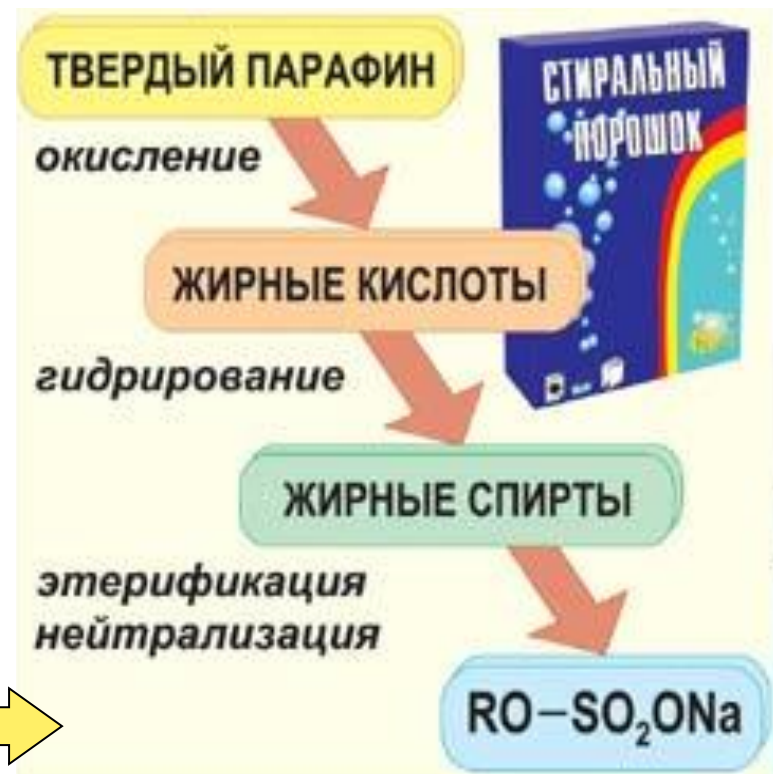 ТВЕРДЫЙ ПАРАФИН
СТИРАЛЬНЫЙ
ПОРОШОК
окисление
ЖИРНЫЕ КИСЛОТЫ
гидрирование
ЖИРНЫЕ СПИРТЫ
этерификация
нейтрализация
RO–SO₂ONa